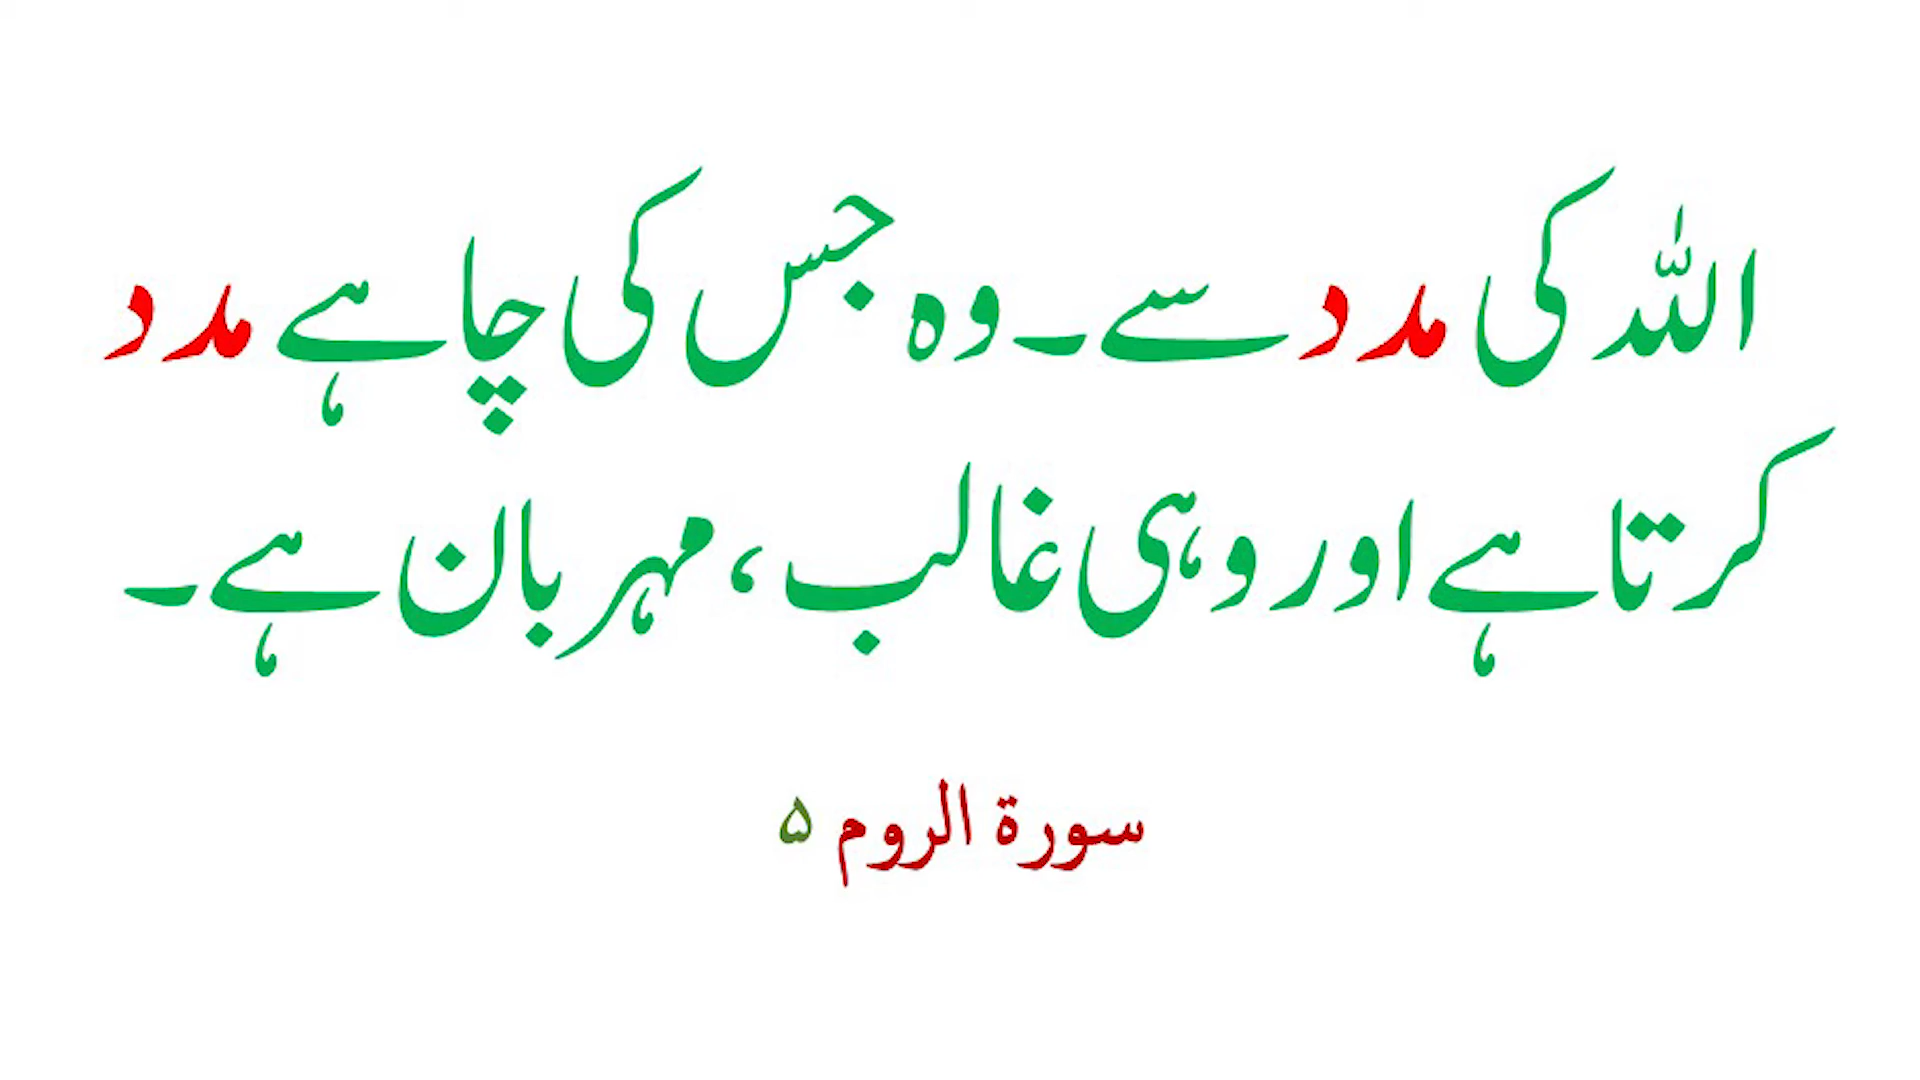 اللہ کی مدد سے۔ وہ جس کی چاہے مدد
کرتا ہے اور وہی غالب، مہربان ہے۔
سورۃ الروم ۵